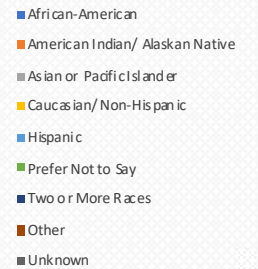 African-American
American Indian/ Alaskan Native
Asian or Pacific Islander
Caucasian/ Non-Hispanic
Hispanic
Prefer Not to Say
Two or More Races
Other
Unknown